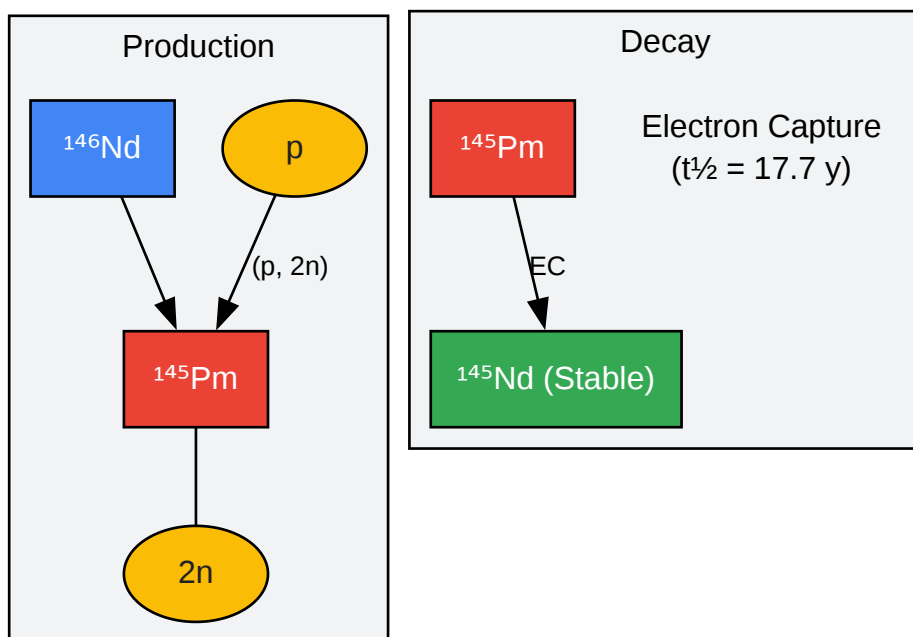 Production
¹⁴⁶Nd
p
(p, 2n)
¹⁴⁵Pm
2n
Decay
¹⁴⁵Pm
Electron Capture
(t½ = 17.7 y)
EC
¹⁴⁵Nd (Stable)